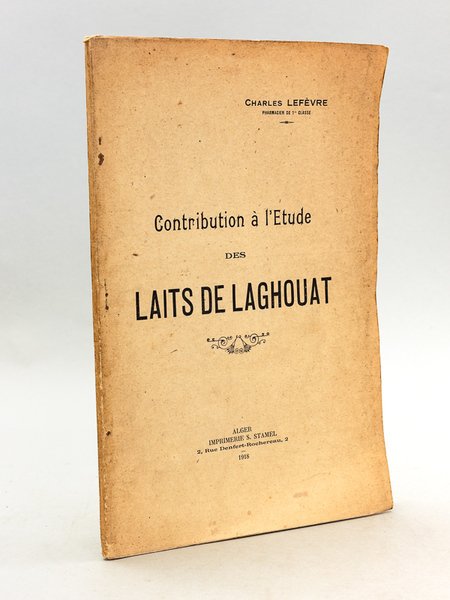 CHARLES LEFÈVRE
PHARMACIEN DE 1re CLASSE
Contribution à l'Etude
DES
LAITS DE LAGHOUAT
ALGER
IMPRIMERIE S. STAMEL
2, Rue Denfert-Rochereau, 2
1918